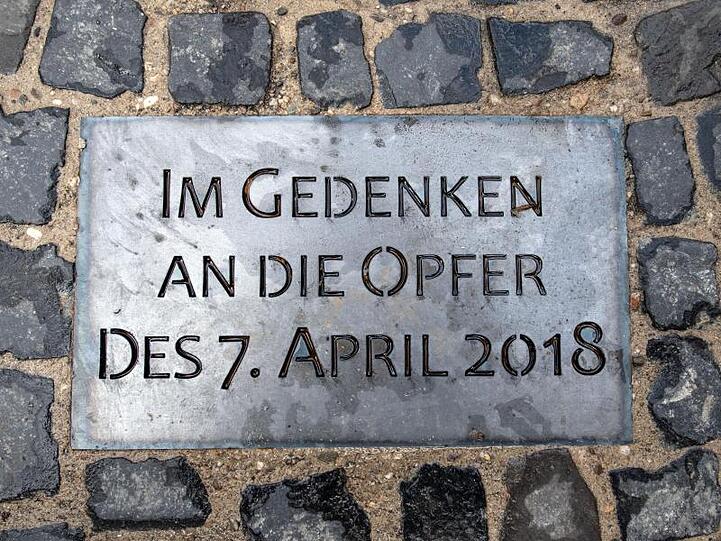 Im Gedenken
an die Opfer
Des 7. April 2018